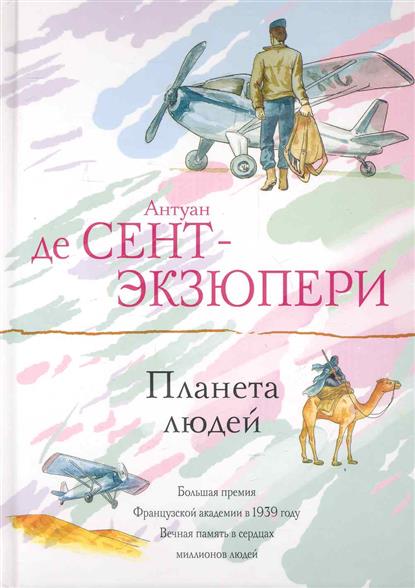 Антуан
де СЕНТ-
ЭКЗЮПЕРИ
Планета
людей
Большая премия
Французской академии в 1939 году
Вечная память в сердцах
миллионов людей